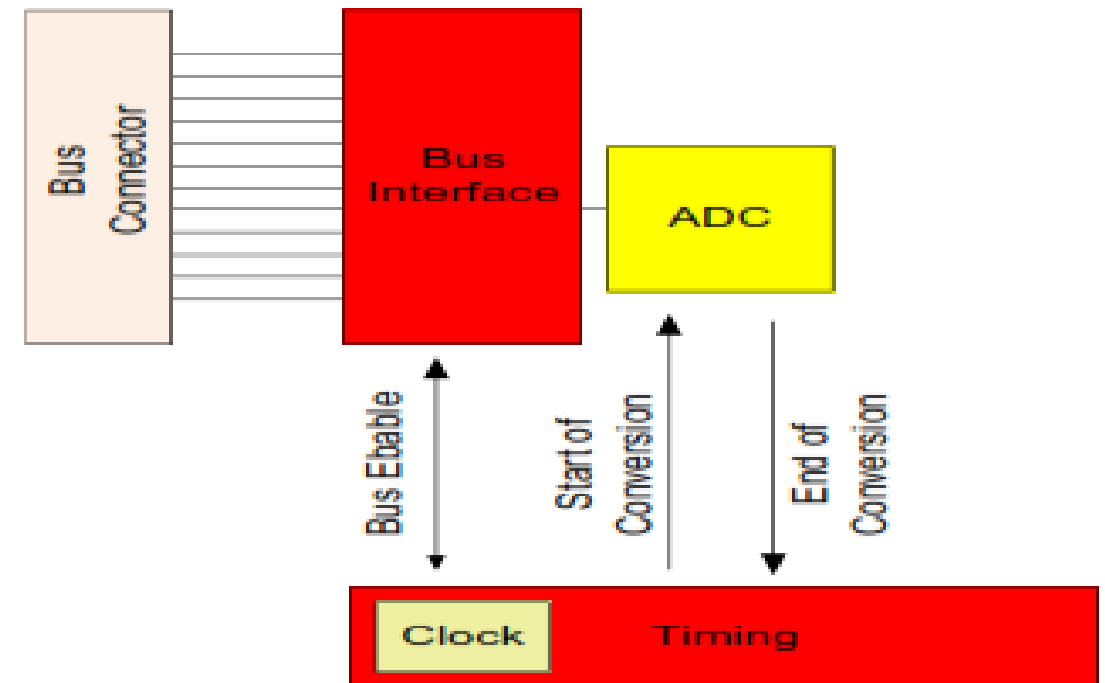 Bus
Connector
Bus
Interface
ADC
Bus Ebable
Start of
Conversion
End of
Conversion
Clock
Timing